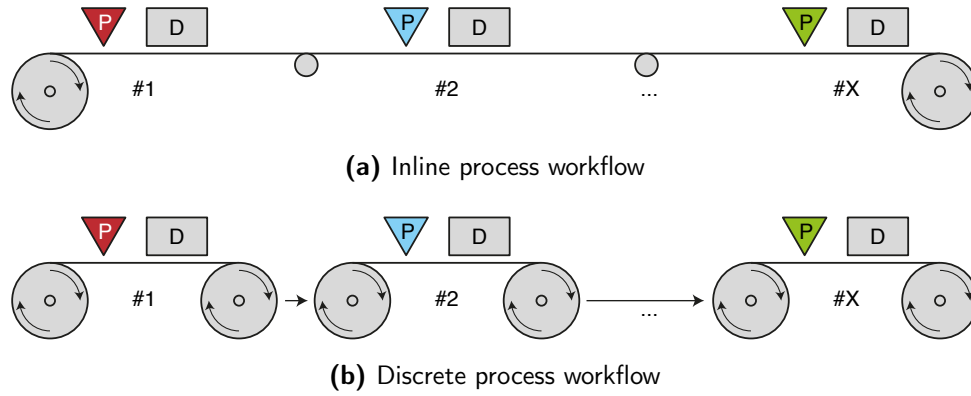 P D P D P D
#1 #2 ... #X
(a) Inline process workflow
P D P D P D
#1 #2 ... #X
(b) Discrete process workflow